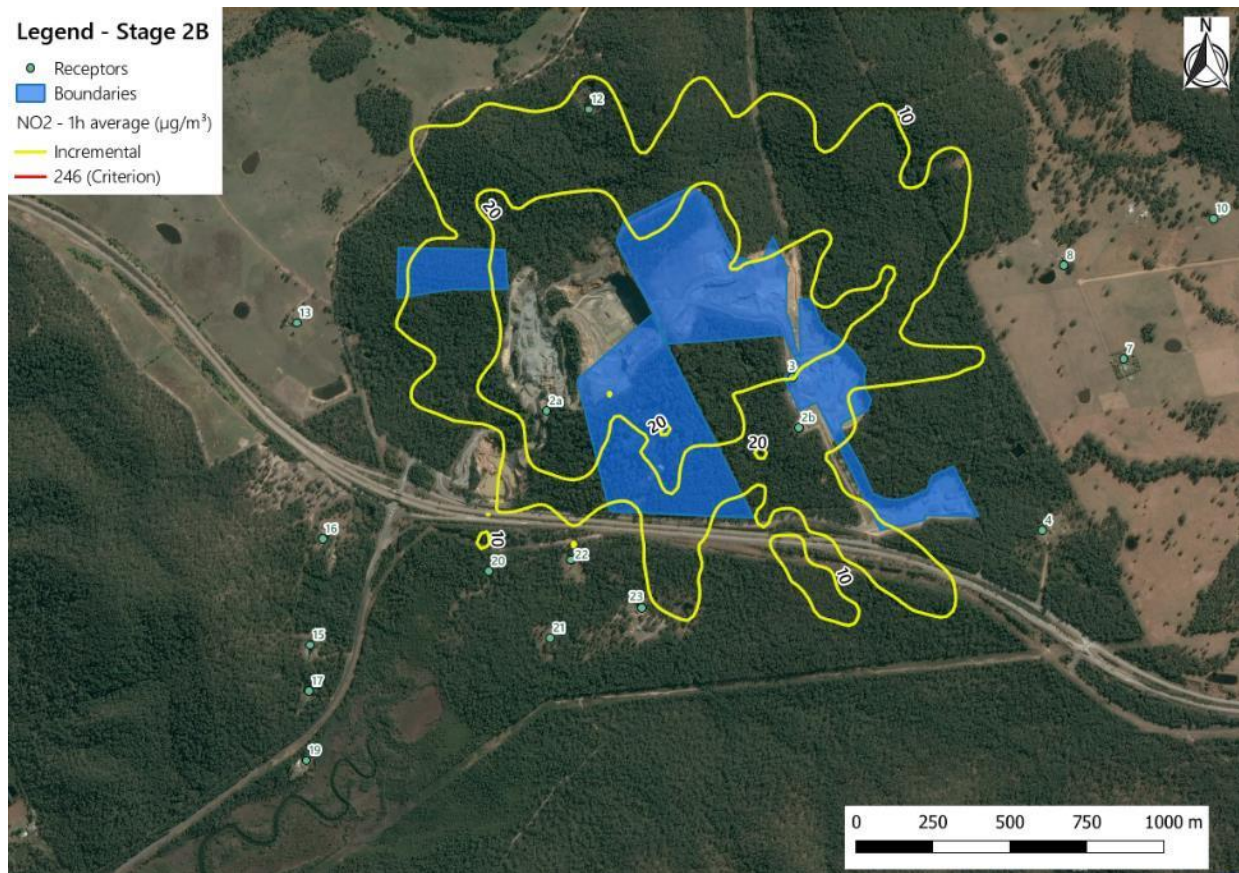 Legend - Stage 2B
Receptors
Boundaries
NO2 - 1h average (µg/m³)
Incremental
246 (Criterion)
N
12
10
10
20
8
13
7
3
2a
2b
20
20
4
16
10
22
20
10
23
21
15
17
19
0 250 500 750 1000 m